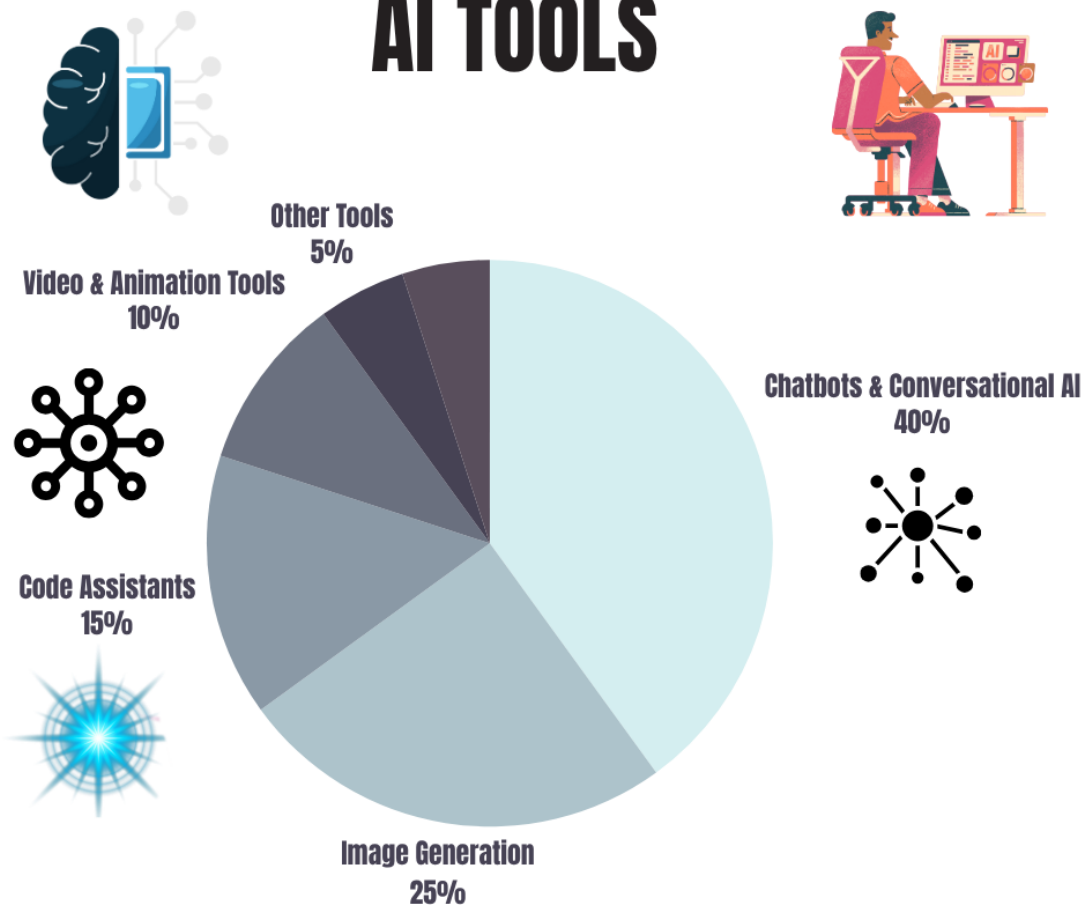 AI TOOLS
AI
Other Tools
5%
Video & Animation Tools
10%
Chatbots & Conversational AI
40%
Code Assistants
15%
Image Generation
25%